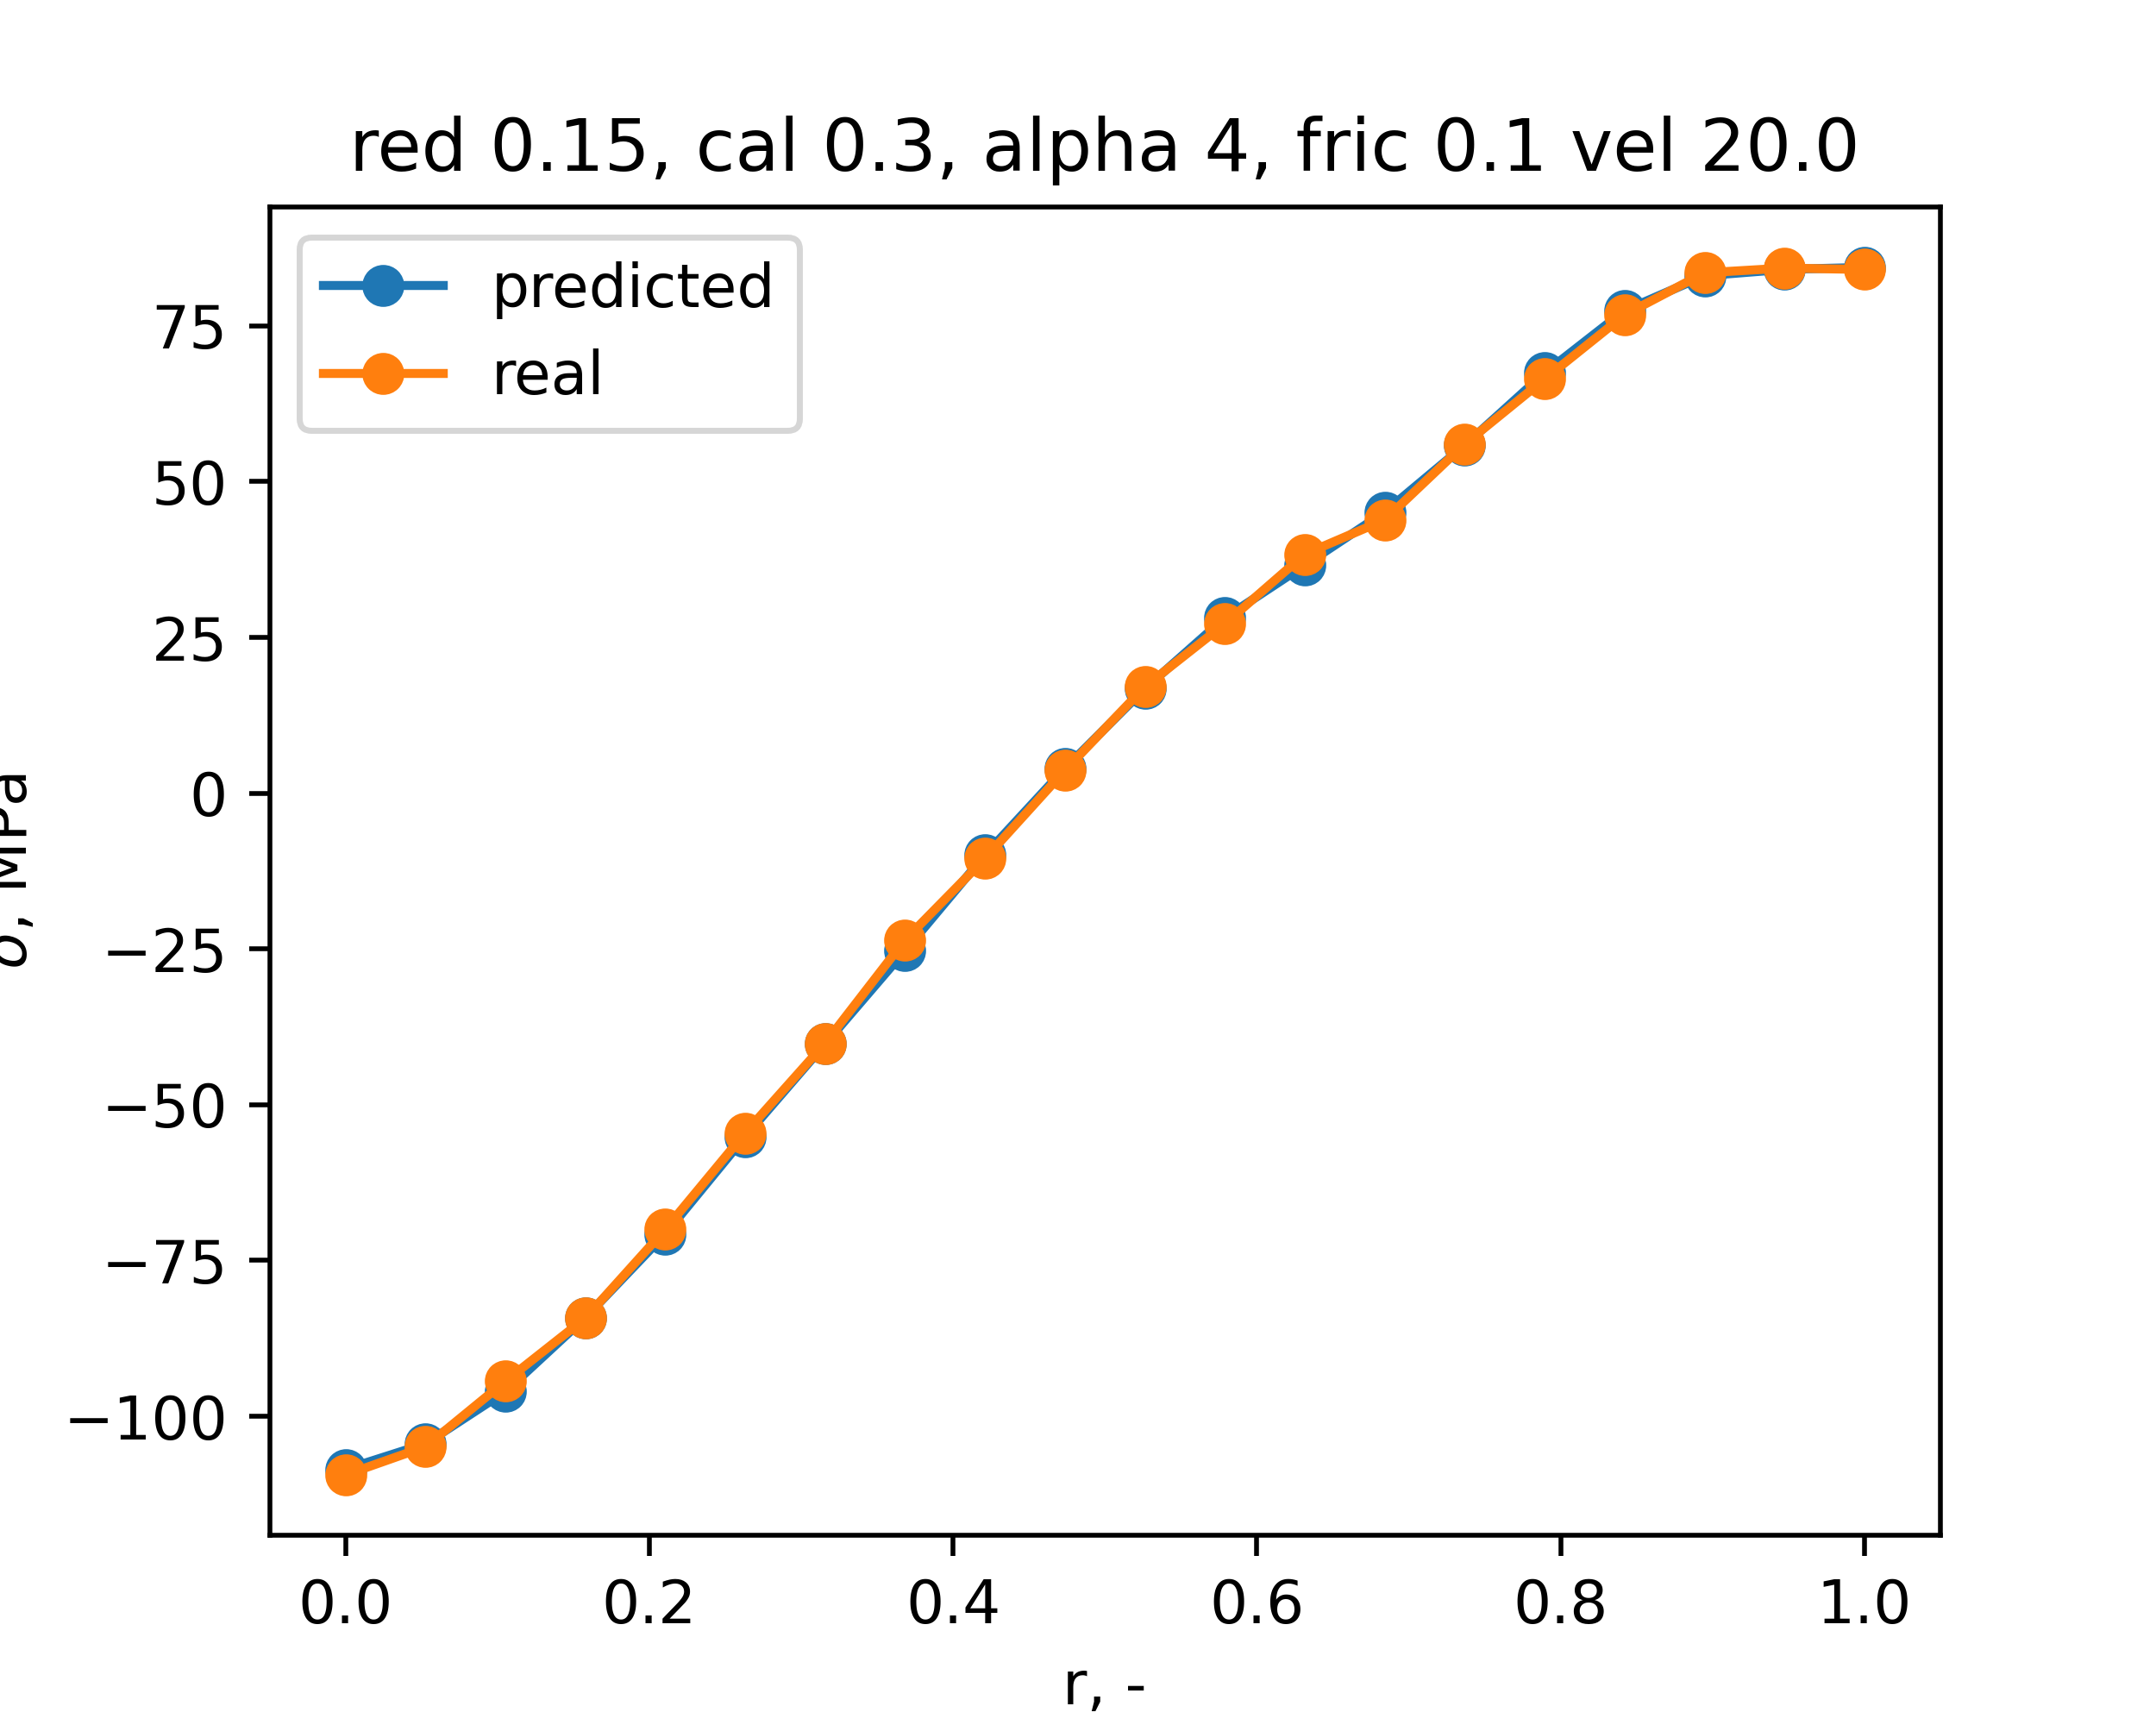 red 0.15, cal 0.3, alpha 4, fric 0.1 vel 20.0
predicted
real
75
50
25
0
−25
−50
−75
−100
σ, MPa
0.0 0.2 0.4 0.6 0.8 1.0
r, -